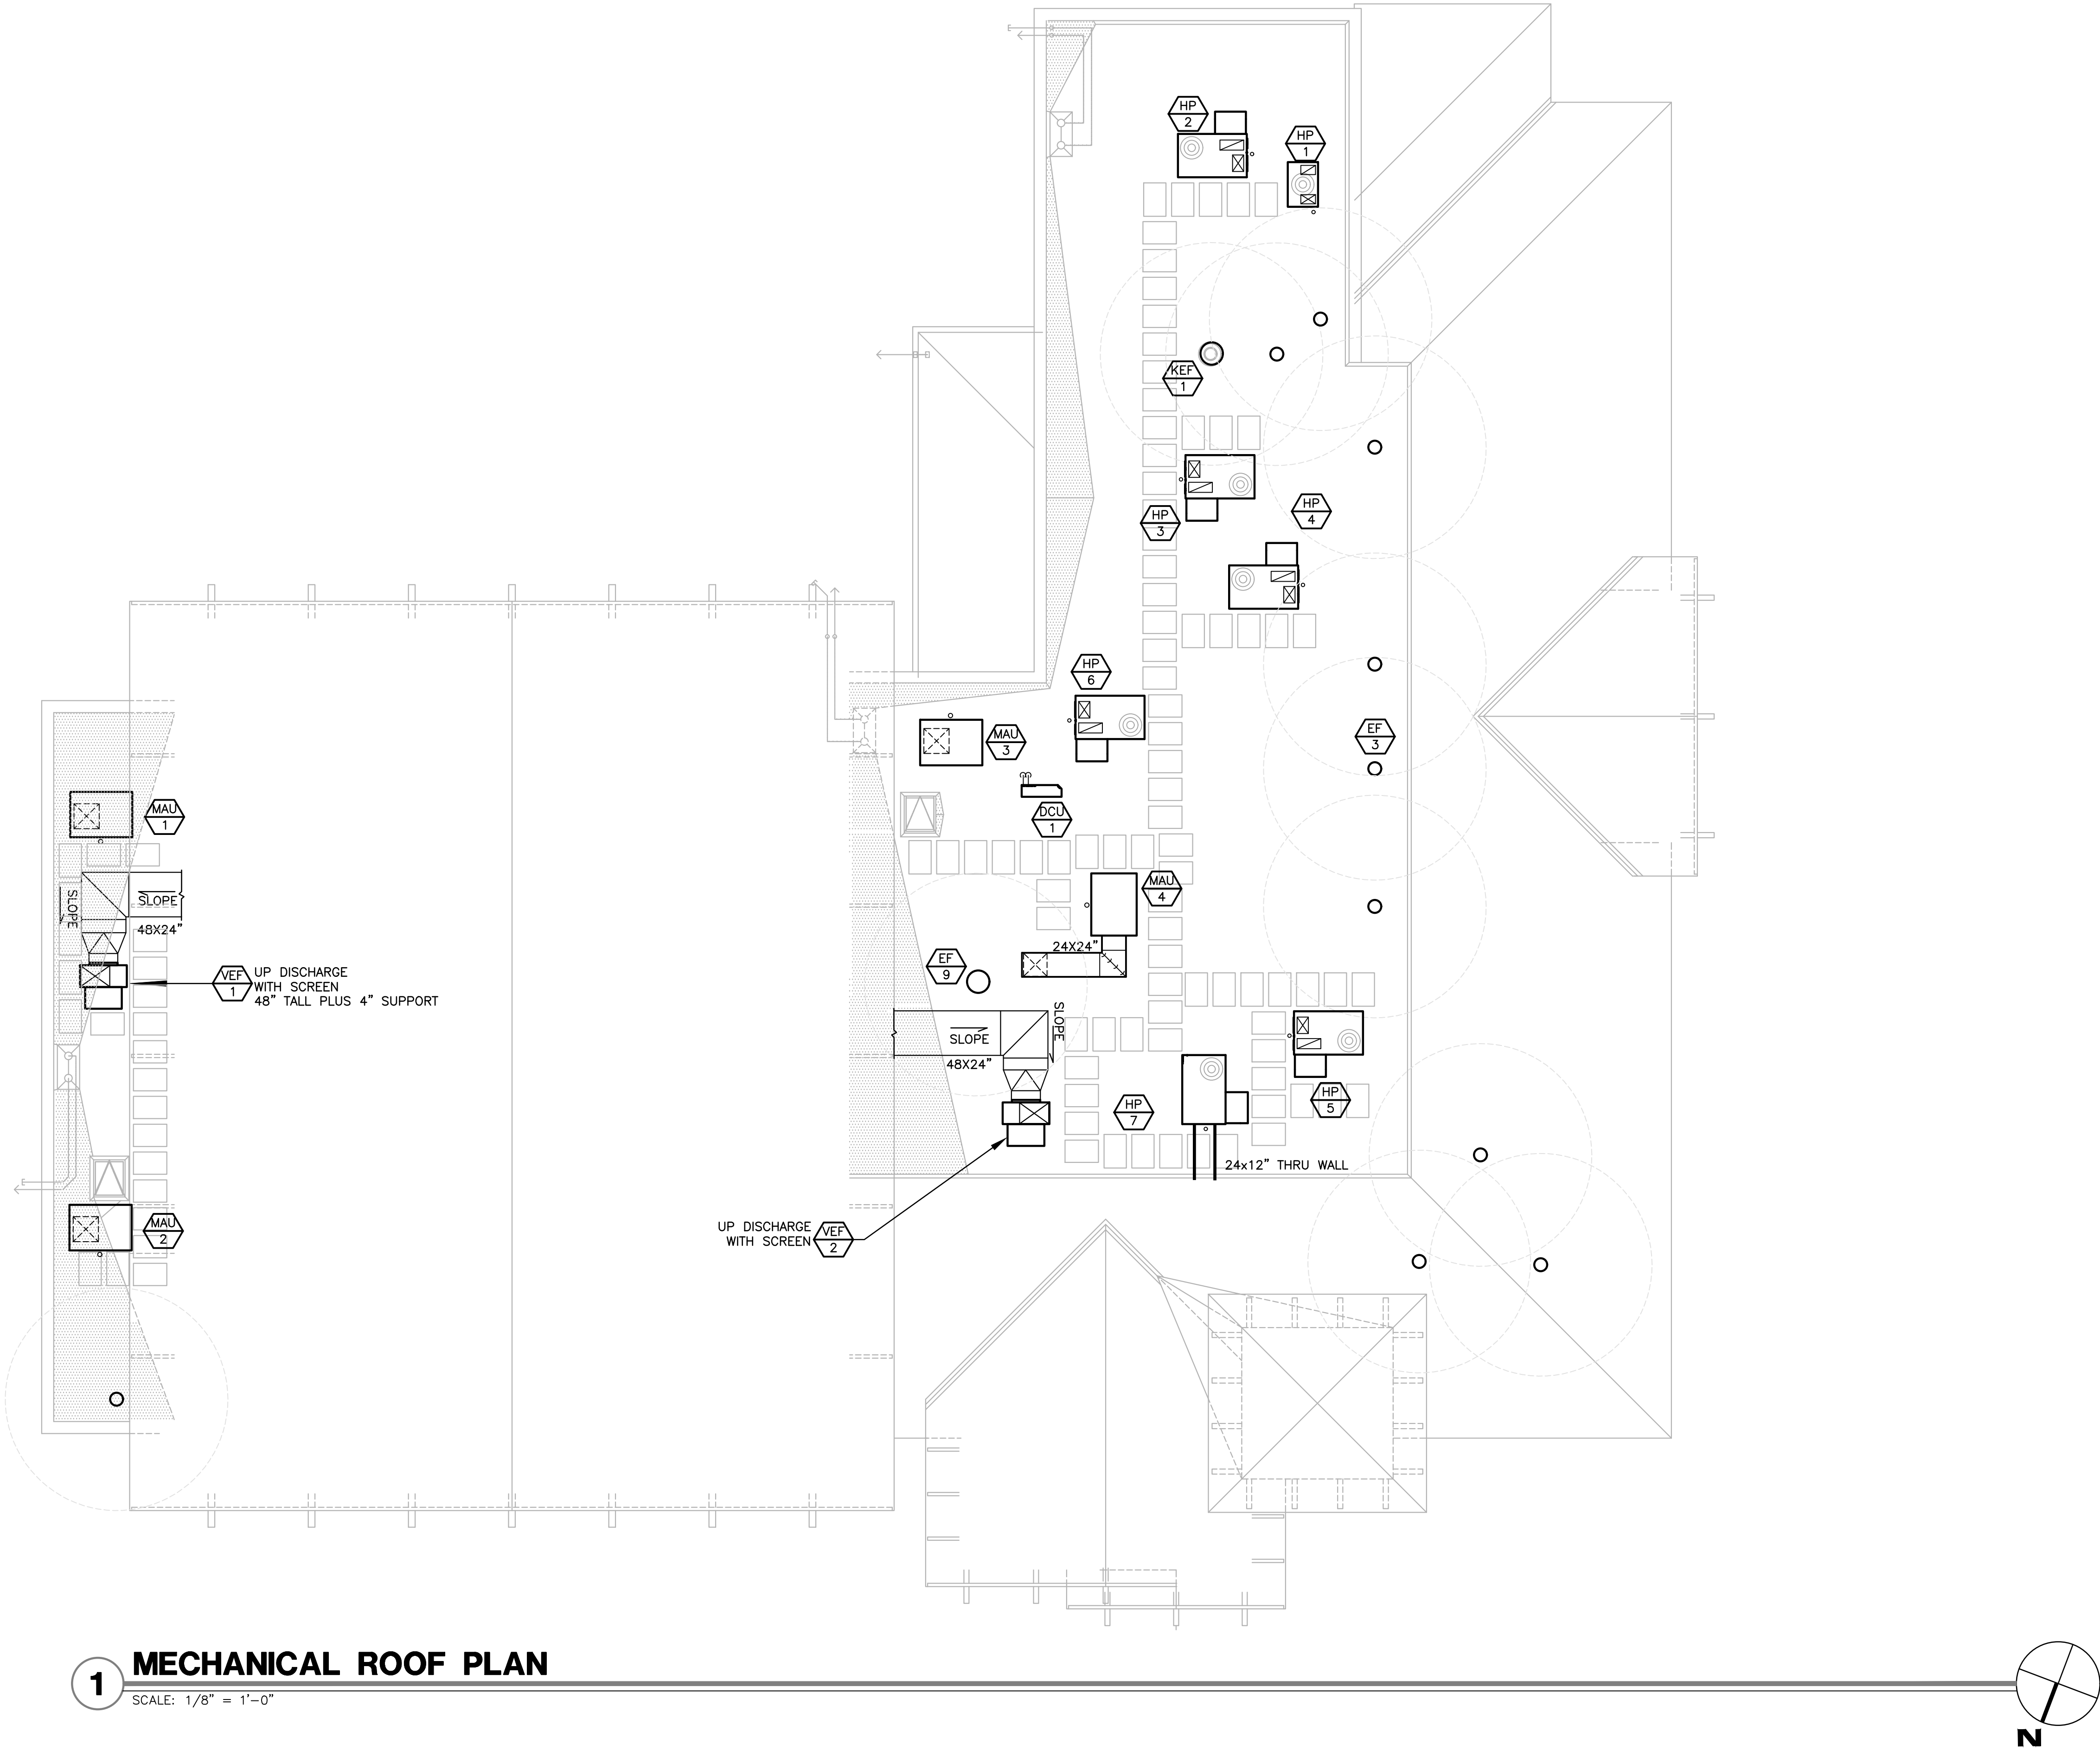 HP
2
HP
1
KEF
1
HP
3
HP
4
HP
6
MAU
3
EF
3
MAU
1
DCU
1
SLOPE
SLOPE
48X24”
MAU
4
24X24”
EF
9
VEF
1
UP DISCHARGE
WITH SCREEN
48” TALL PLUS 4” SUPPORT
SLOPE
SLOPE
48X24”
HP
7
HP
5
24x12” THRU WALL
MAU
2
UP DISCHARGE
WITH SCREEN
VEF
2
1
MECHANICAL ROOF PLAN
SCALE: 1/8” = 1’-0”
N